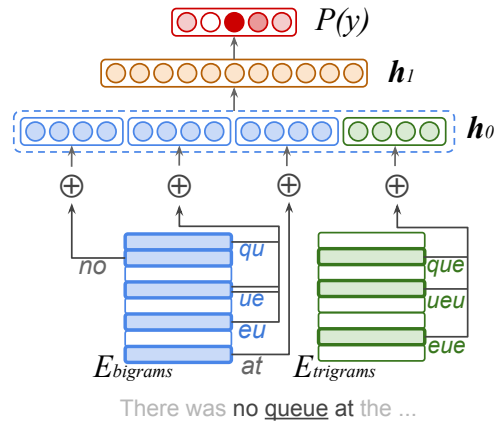 P(y)
h1
h0
no
qu
ue
eu
at
que
ueu
eue
Ebigrams
Etrigrams
There was no queue at the ...